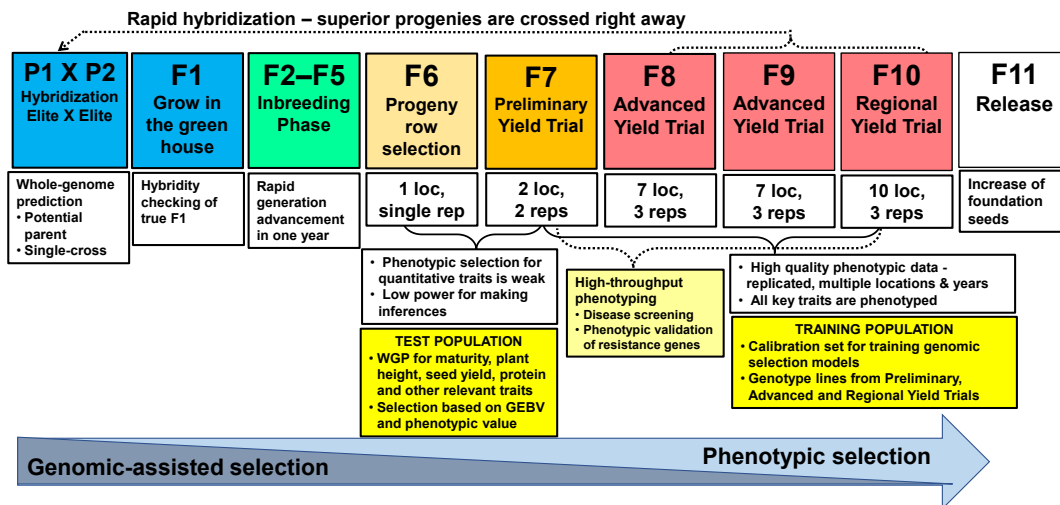 Rapid hybridization – superior progenies are crossed right away
P1 X P2
Hybridization
Elite X Elite
F1
Grow in
the green
house
F2–F5
Inbreeding
Phase
F6
Progeny
row
selection
F7
Preliminary
Yield Trial
F8
Advanced
Yield Trial
F9
Advanced
Yield Trial
F10
Regional
Yield Trial
F11
Release
Whole-genome
prediction
• Potential
parent
• Single-cross
Hybridity
checking of
true F1
Rapid
generation
advancement
in one year
1 loc,
single rep
2 loc,
2 reps
7 loc,
3 reps
7 loc,
3 reps
10 loc,
3 reps
Increase of
foundation
seeds
• Phenotypic selection for
quantitative traits is weak
• Low power for making
inferences
High-throughput
phenotyping
• Disease screening
• Phenotypic validation
of resistance genes
• High quality phenotypic data -
replicated, multiple locations & years
• All key traits are phenotyped
TEST POPULATION
• WGP for maturity, plant
height, seed yield, protein
and other relevant traits
• Selection based on GEBV
and phenotypic value
TRAINING POPULATION
• Calibration set for training genomic
selection models
• Genotype lines from Preliminary,
Advanced and Regional Yield Trials
Genomic-assisted selection
Phenotypic selection